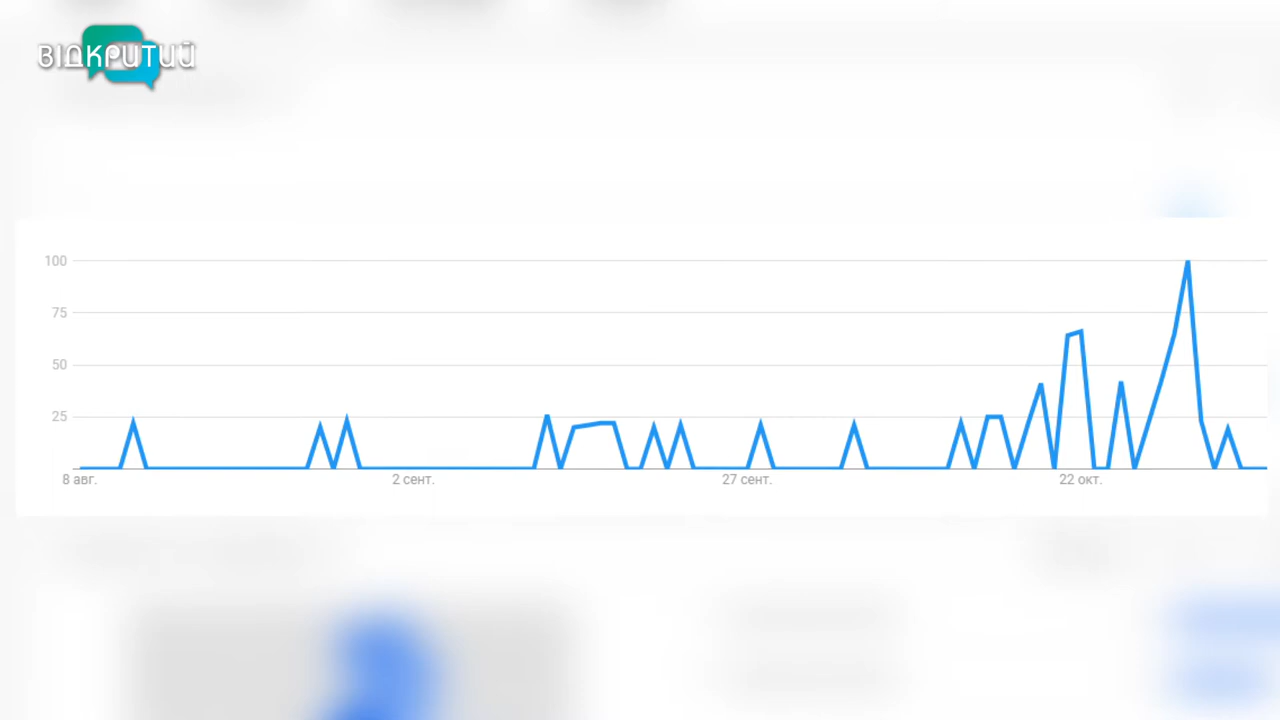 ВІДКРИТИЙ
100
75
50
25
8 авг.
2 сент.
27 сент.
22 окт.